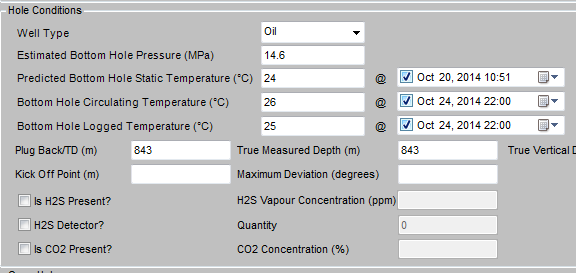 Hole Conditions
Well Type Oil
Estimated Bottom Hole Pressure (MPa) 14.6
Predicted Bottom Hole Static Temperature (°C) 24 @ Oct 20, 2014 10:51
Bottom Hole Circulating Temperature (°C) 26 @ Oct 24, 2014 22:00
Bottom Hole Logged Temperature (°C) 25 @ Oct 24, 2014 22:00
Plug Back/TD (m) 843 True Measured Depth (m) 843 True Vertical D
Kick Off Point (m) Maximum Deviation (degrees)
Is H2S Present? H2S Vapour Concentration (ppm)
H2S Detector? Quantity 0
Is CO2 Present? CO2 Concentration (%)